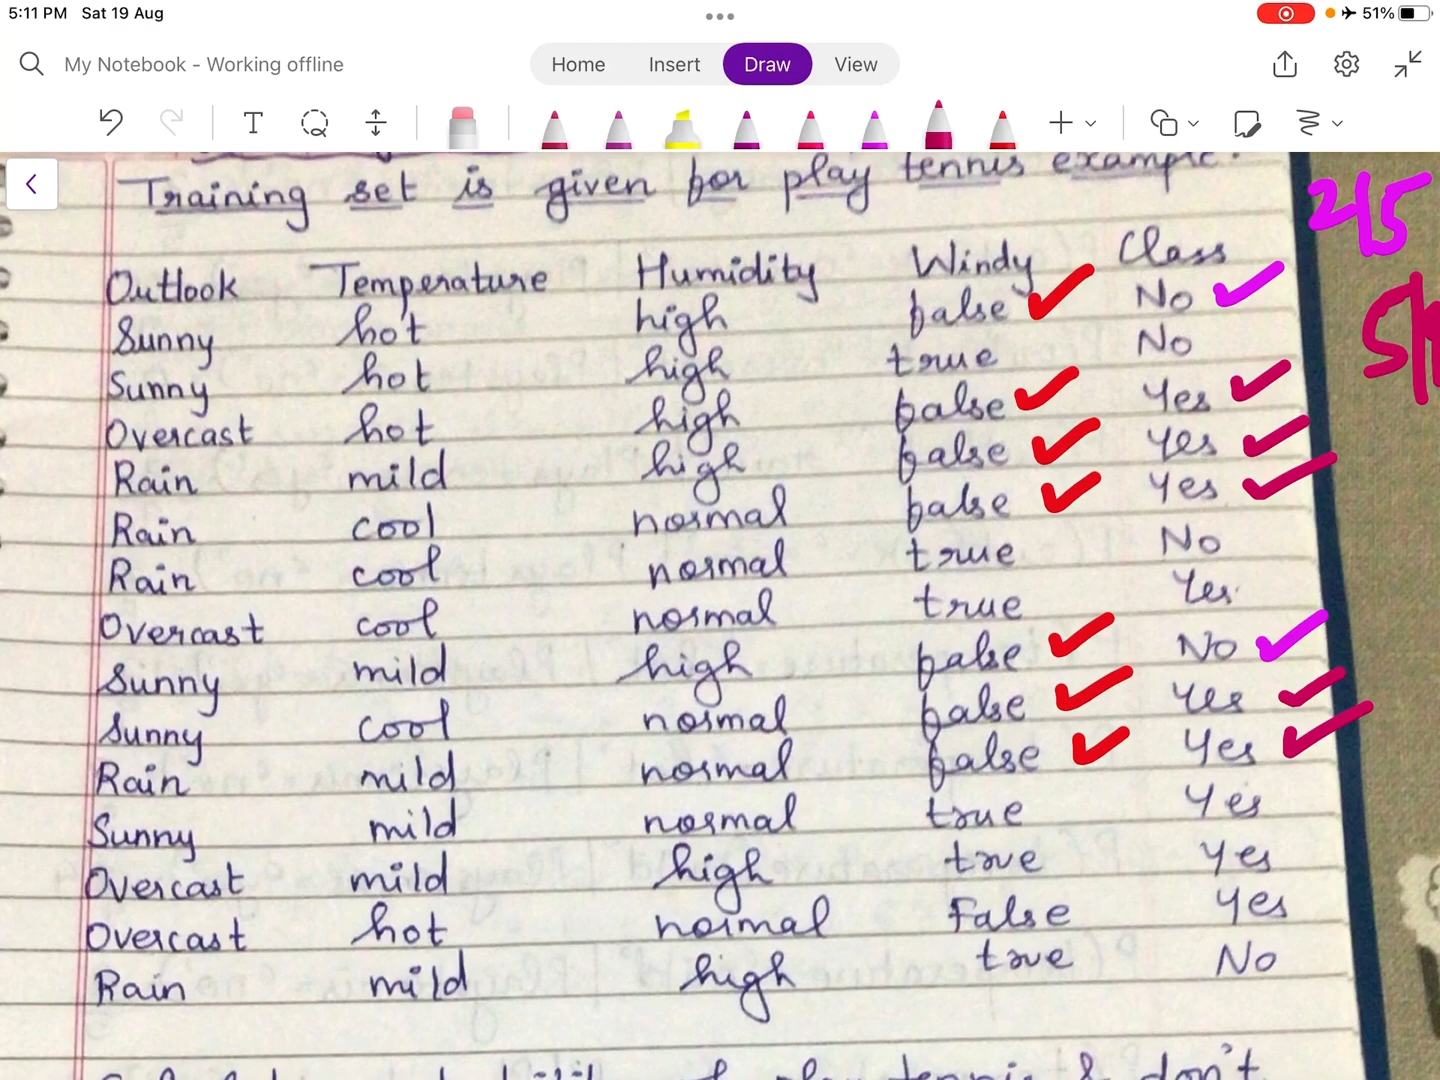 5:11 PM Sat 19 Aug 51%
My Notebook - Working offline
Home Insert Draw View
T
Training set is given for play tennis example.
2/5
Outlook Temperature Humidity Windy Class
Sunny hot high false No
Sunny hot high true No
Overcast hot high false Yes
Rain mild high false Yes
Rain cool normal false Yes
Rain cool normal true No
Overcast cool normal true Yes
Sunny mild high false No
Sunny cool normal false Yes
Rain mild normal false Yes
Sunny mild normal true Yes
Overcast mild high true Yes
Overcast hot normal False Yes
Rain mild high true No
play tennis & don't